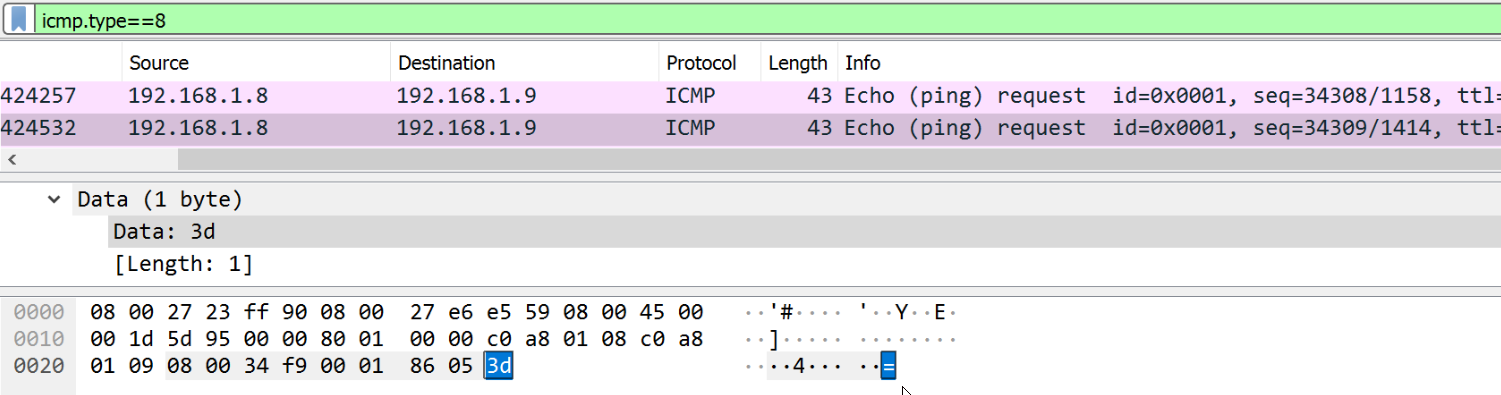 icmp.type==8
Source Destination Protocol Length Info
424257 192.168.1.8 192.168.1.9 ICMP 43 Echo (ping) request id=0x0001, seq=34308/1158, ttl=
424532 192.168.1.8 192.168.1.9 ICMP 43 Echo (ping) request id=0x0001, seq=34309/1414, ttl=
Data (1 byte)
Data: 3d
[Length: 1]
0000 08 00 27 23 ff 90 08 00 27 e6 e5 59 08 00 45 00 ··'#···· '··Y··E·
0010 00 1d 5d 95 00 00 80 01 00 00 c0 a8 01 08 c0 a8 ··]····· ········
0020 01 09 08 00 34 f9 00 01 86 05 3d ····4··· ··=